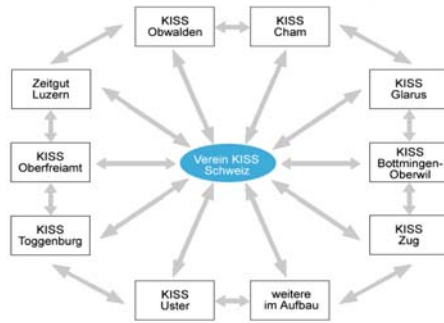 KISS
Obwalden
KISS
Cham
Zeitgut
Luzern
KISS
Glarus
KISS
Oberfreiamt
Verein KISS
Schweiz
KISS
Bottmingen-
Oberwil
KISS
Toggenburg
KISS
Zug
KISS
Uster
weitere
im Aufbau